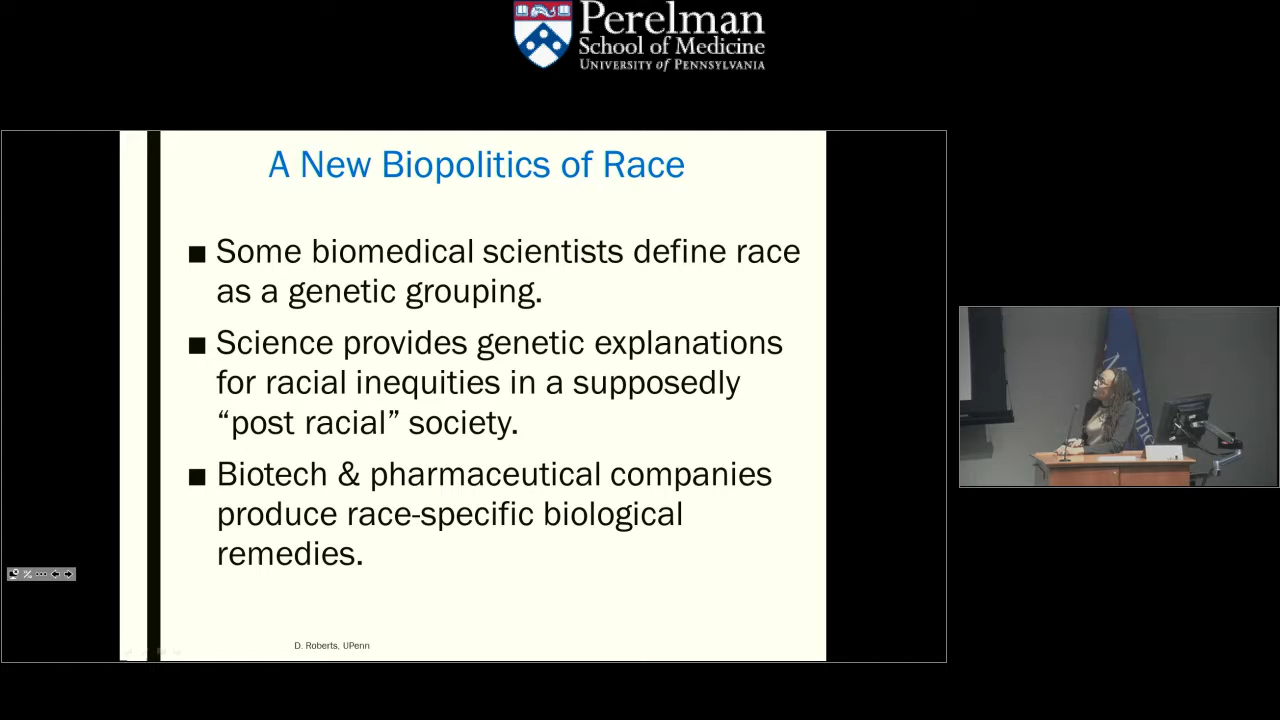 Perelman
School of Medicine
UNIVERSITY of PENNSYLVANIA
A New Biopolitics of Race
■ Some biomedical scientists define race
as a genetic grouping.
■ Science provides genetic explanations
for racial inequities in a supposedly
“post racial” society.
■ Biotech & pharmaceutical companies
produce race-specific biological
remedies.
D. Roberts, UPenn
Medicine